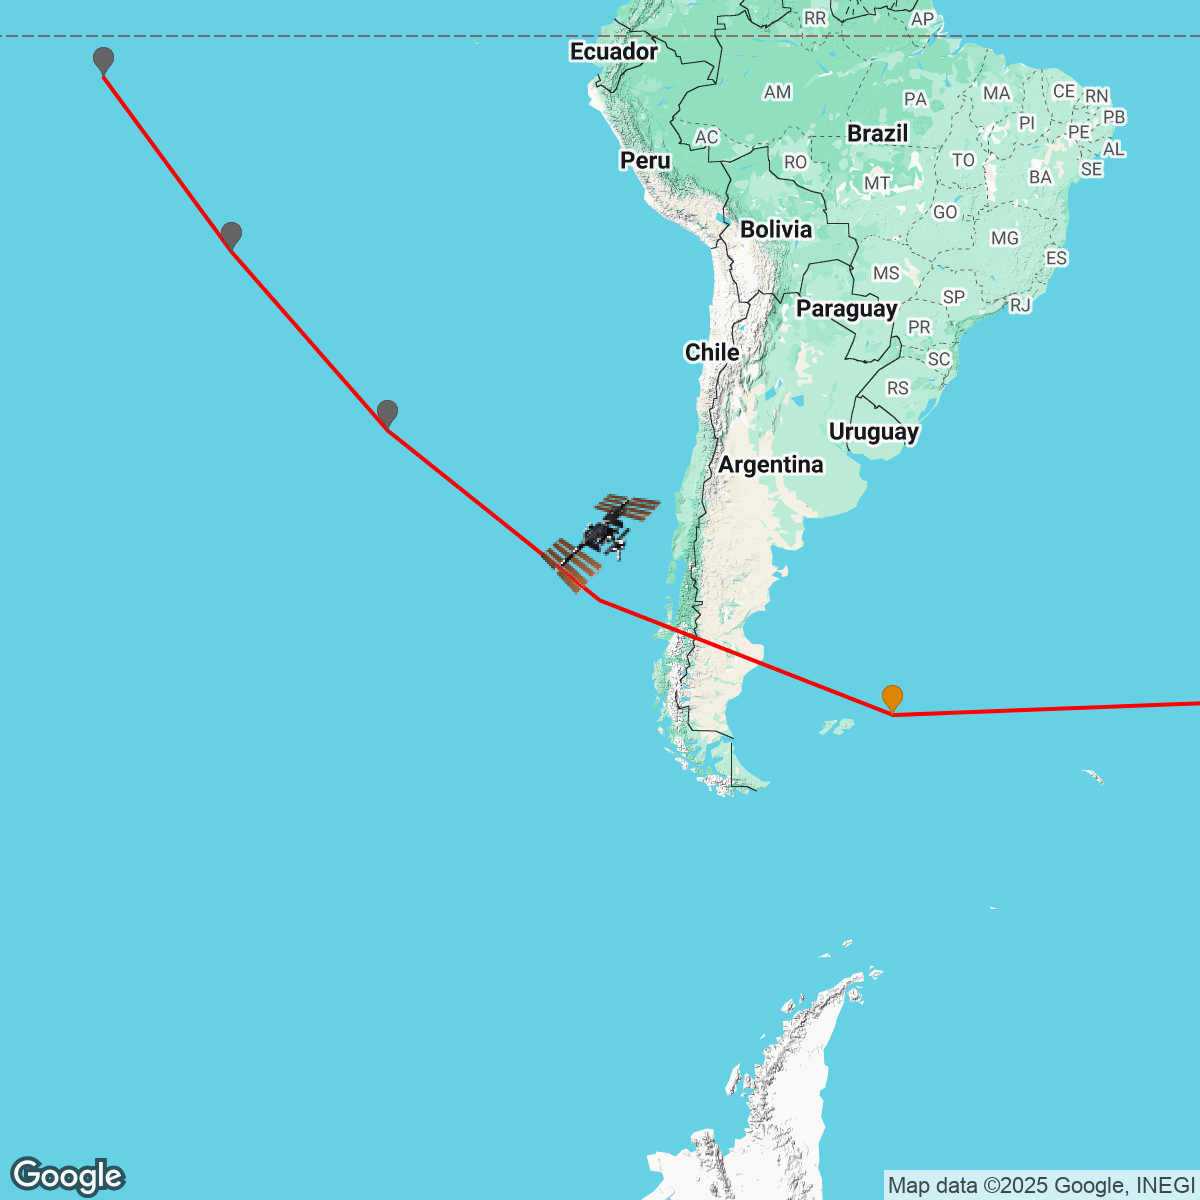 RR
AP
Ecuador
AM
PA
MA
CE
RN
PB
PI
PE
AL
AC
Brazil
Peru
RO
TO
SE
MT
BA
GO
Bolivia
MG
ES
MS
SP
RJ
Paraguay
PR
Chile
SC
RS
Uruguay
Argentina
Google
Map data ©2025 Google, INEGI